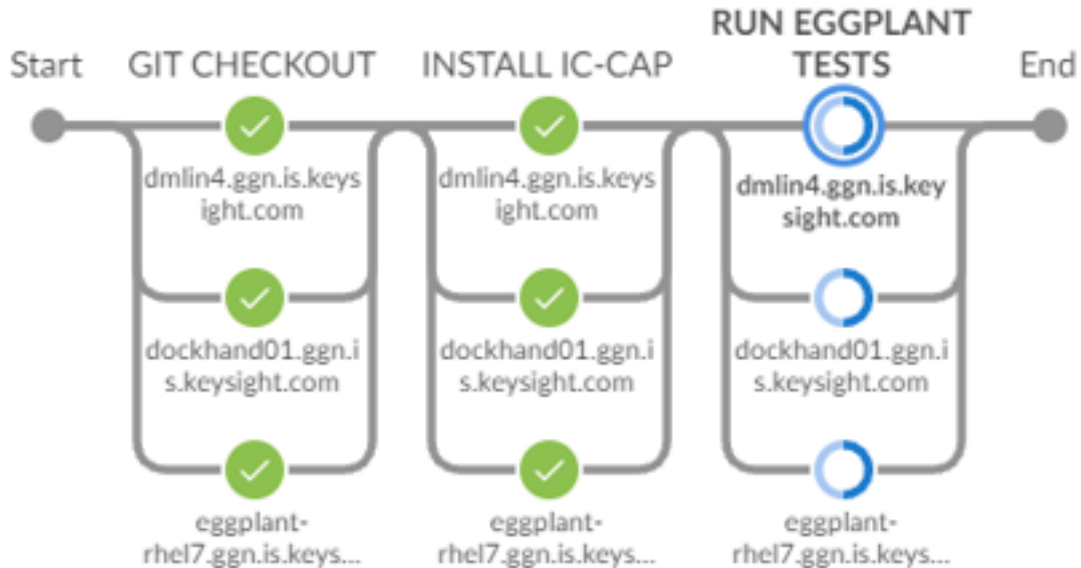 Start
GIT CHECKOUT
INSTALL IC-CAP
RUN EGGPLANT
TESTS
End
dmlin4.ggn.is.keys
ight.com
dmlin4.ggn.is.keys
ight.com
dmlin4.ggn.is.key
sight.com
dockhand01.ggn.i
s.keysight.com
dockhand01.ggn.i
s.keysight.com
dockhand01.ggn.i
s.keysight.com
eggplant-
rhel7.ggn.is.keys...
eggplant-
rhel7.ggn.is.keys...
eggplant-
rhel7.ggn.is.keys...